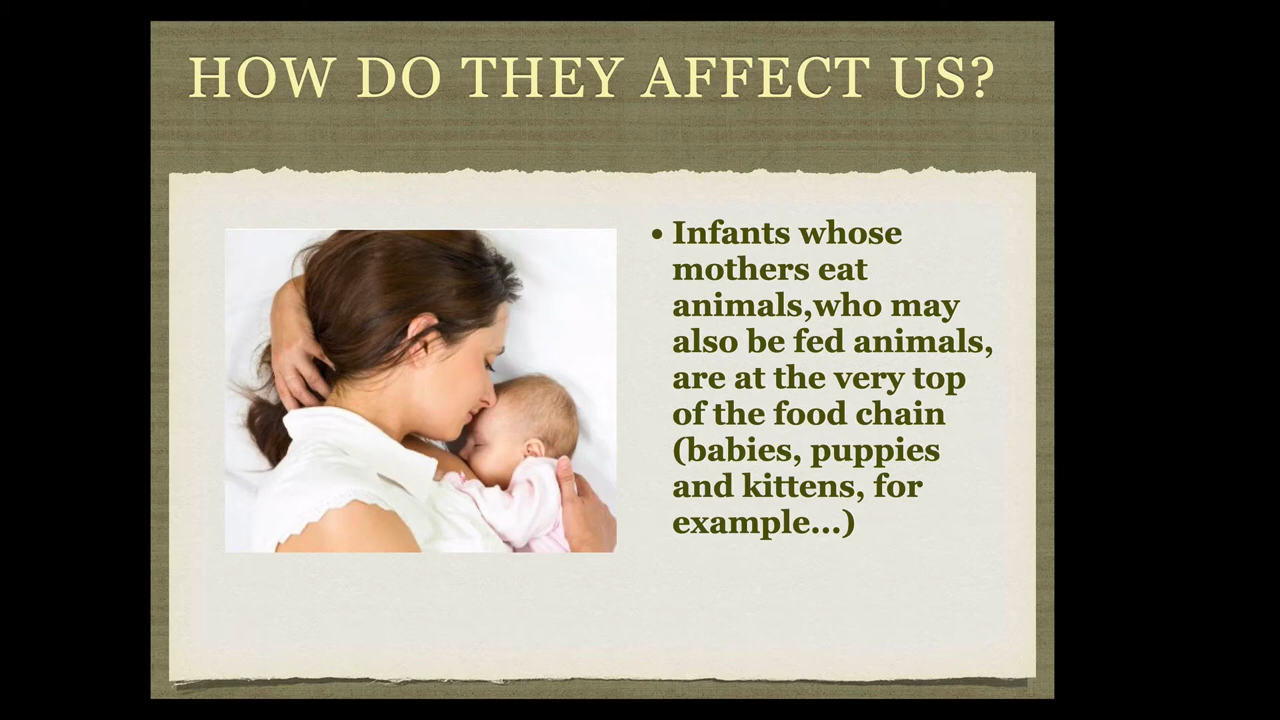 HOW DO THEY AFFECT US?
• Infants whose
mothers eat
animals,who may
also be fed animals,
are at the very top
of the food chain
(babies, puppies
and kittens, for
example...)